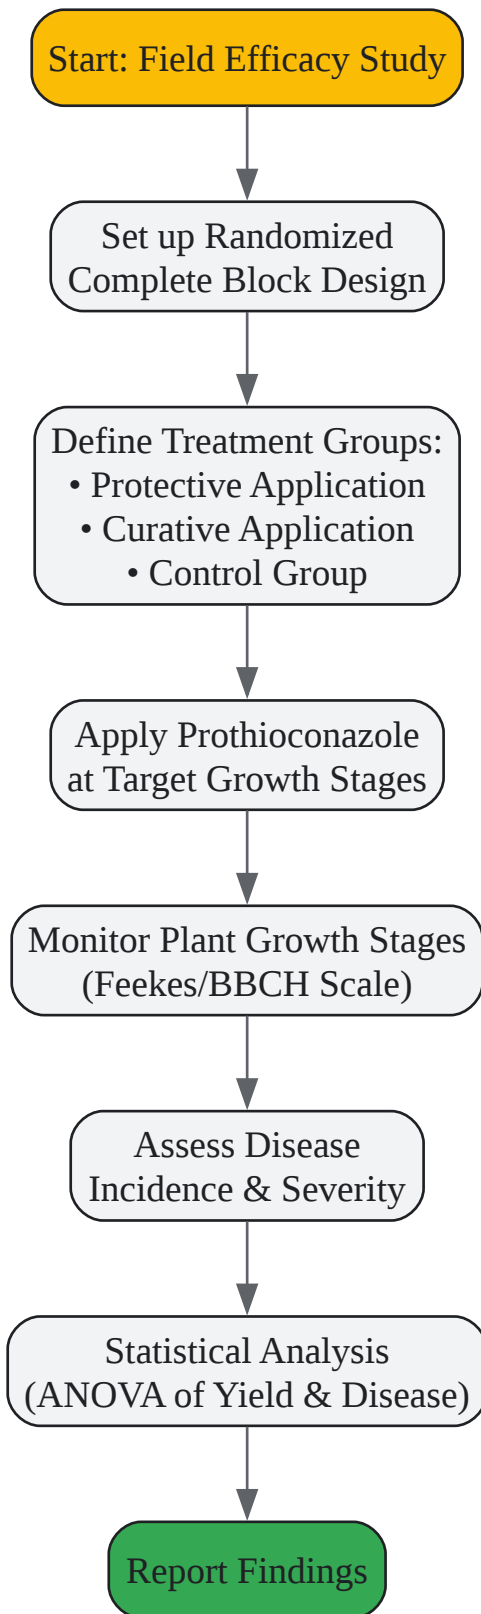 Start: Field Efficacy Study
Set up Randomized
Complete Block Design
Define Treatment Groups:
• Protective Application
• Curative Application
• Control Group
Apply Prothioconazole
at Target Growth Stages
Monitor Plant Growth Stages
(Feekes/BBCH Scale)
Assess Disease
Incidence & Severity
Statistical Analysis
(ANOVA of Yield & Disease)
Report Findings